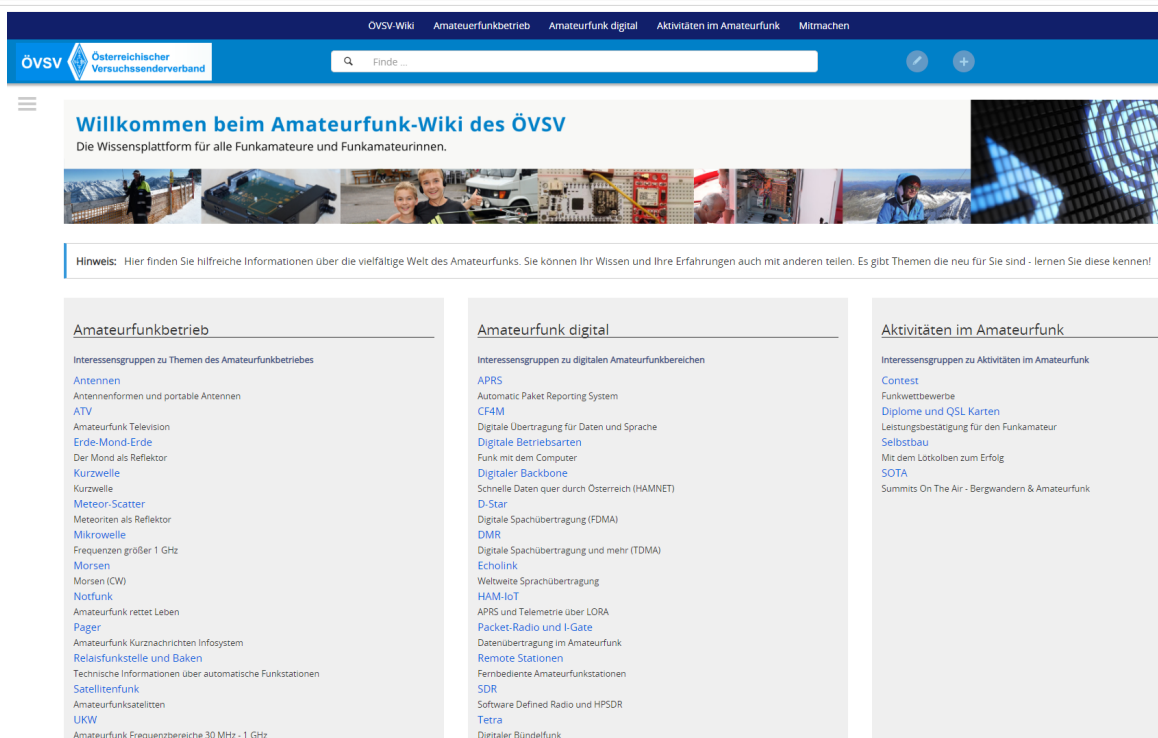 ÖVSV-Wiki Amateuerfunkbetrieb Amateurfunk digital Aktivitäten im Amateurfunk Mitmachen
ÖVSV Österreichischer
Versuchssenderverband
Finde ...
Willkommen beim Amateurfunk-Wiki des ÖVSV
Die Wissensplattform für alle Funkamateure und Funkamateurinnen.
Hinweis: Hier finden Sie hilfreiche Informationen über die vielfältige Welt des Amateurfunks. Sie können Ihr Wissen und Ihre Erfahrungen auch mit anderen teilen. Es gibt Themen die neu für Sie sind - lernen Sie diese kennen!
Amateurfunkbetrieb
Interessensgruppen zu Themen des Amateurfunkbetriebes
Antennen
Antennenformen und portable Antennen
ATV
Amateurfunk Television
Erde-Mond-Erde
Der Mond als Reflektor
Kurzwelle
Kurzwelle
Meteor-Scatter
Meteoriten als Reflektor
Mikrowelle
Frequenzen größer 1 GHz
Morsen
Morsen (CW)
Notfunk
Amateurfunk rettet Leben
Pager
Amateurfunk Kurznachrichten Infosystem
Relaisfunkstelle und Baken
Technische Informationen über automatische Funkstationen
Satellitenfunk
Amateurfunksatelitten
UKW
Amateurfunk Frequenzbereiche 30 MHz - 1 GHz
Amateurfunk digital
Interessensgruppen zu digitalen Amateurfunkbereichen
APRS
Automatic Paket Reporting System
CF4M
Digitale Übertragung für Daten und Sprache
Digitale Betriebsarten
Funk mit dem Computer
Digitaler Backbone
Schnelle Daten quer durch Österreich (HAMNET)
D-Star
Digitale Spachübertragung (FDMA)
DMR
Digitale Spachübertragung und mehr (TDMA)
Echolink
Weltweite Sprachübertragung
HAM-IoT
APRS und Telemetrie über LORA
Packet-Radio und I-Gate
Datenübertragung im Amateurfunk
Remote Stationen
Fernbediente Amateurfunkstationen
SDR
Software Defined Radio und HPSDR
Tetra
Digitaler Bündelfunk
Aktivitäten im Amateurfunk
Interessensgruppen zu Aktivitäten im Amateurfunk
Contest
Funkwettbewerbe
Diplome und QSL Karten
Leistungsbestätigung für den Funkamateur
Selbstbau
Mit dem Lötkolben zum Erfolg
SOTA
Summits On The Air - Bergwandern & Amateurfunk